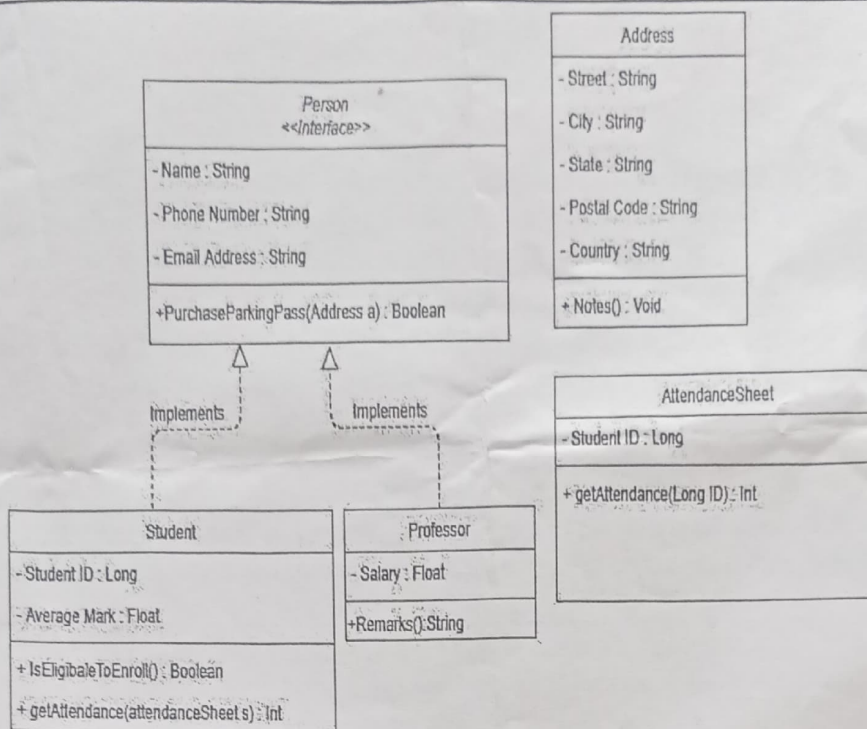 Person
<<Interface>>
- Name : String
- Phone Number : String
- Email Address : String
+PurchaseParkingPass(Address a) : Boolean
Address
- Street : String
- City : String
- State : String
- Postal Code : String
- Country : String
+ Notes() : Void
Implements
Implements
AttendanceSheet
- Student ID : Long
+ getAttendance(Long ID) : Int
Student
- Student ID : Long
- Average Mark : Float
+ IsEligibaleToEnroll() : Boolean
+ getAttendance(attendanceSheet s) : Int
Professor
- Salary : Float
+Remarks():String